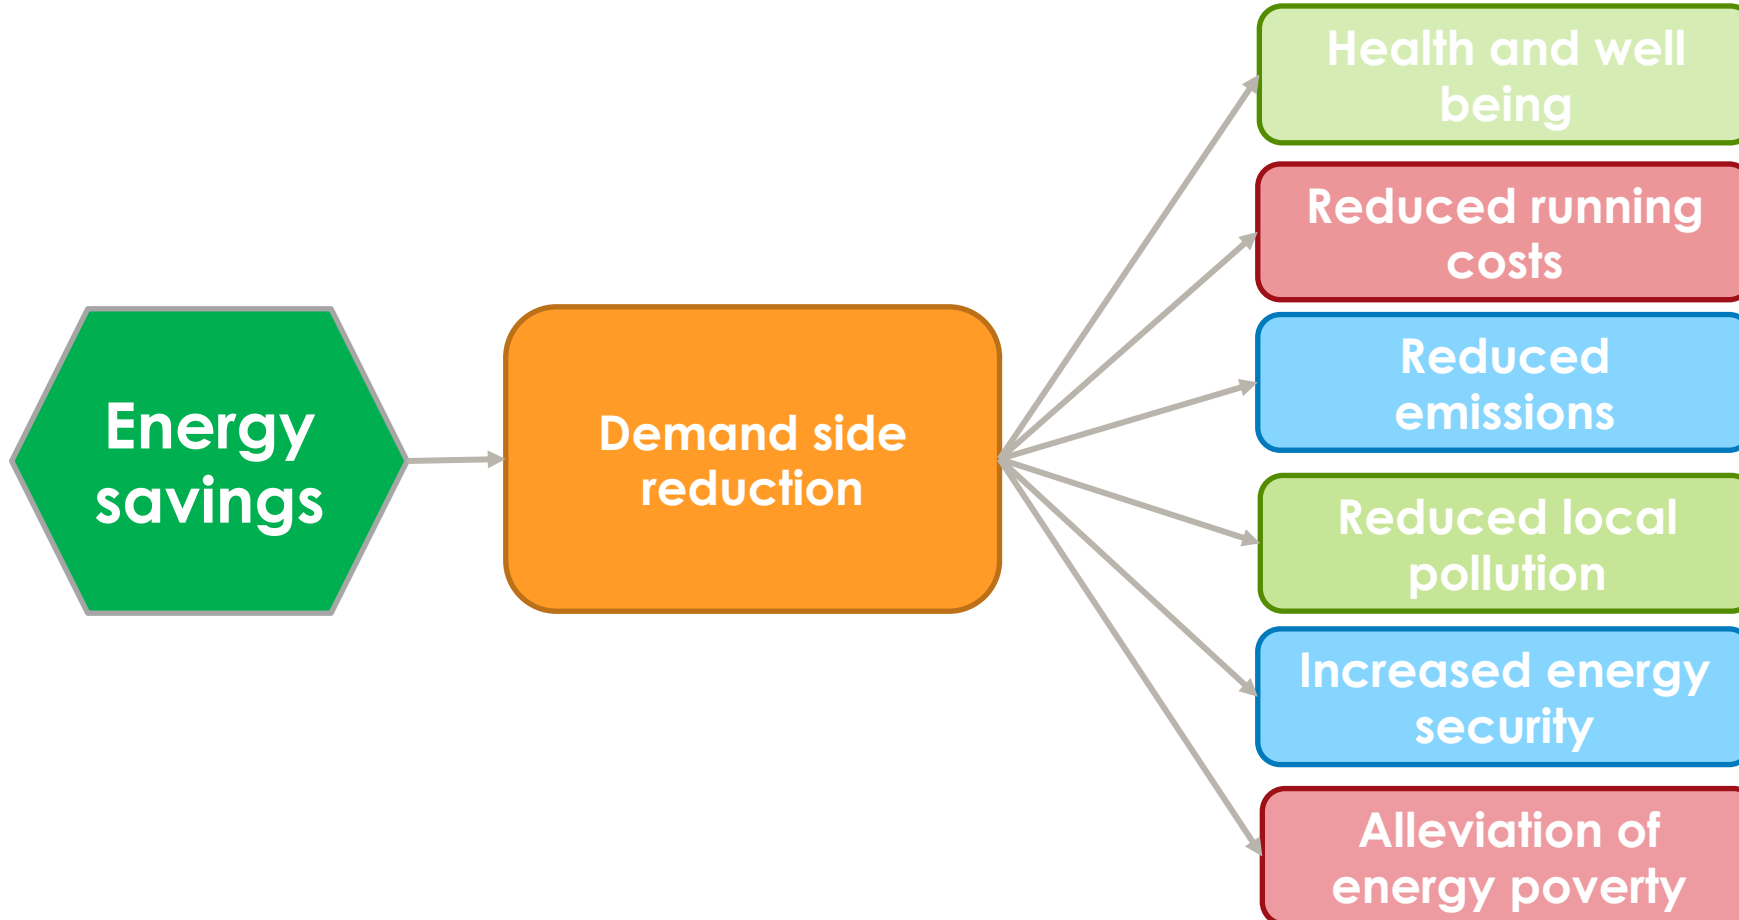 Energy
savings
Demand side
reduction
Health and well
being
Reduced running
costs
Reduced
emissions
Reduced local
pollution
Increased energy
security
Alleviation of
energy poverty